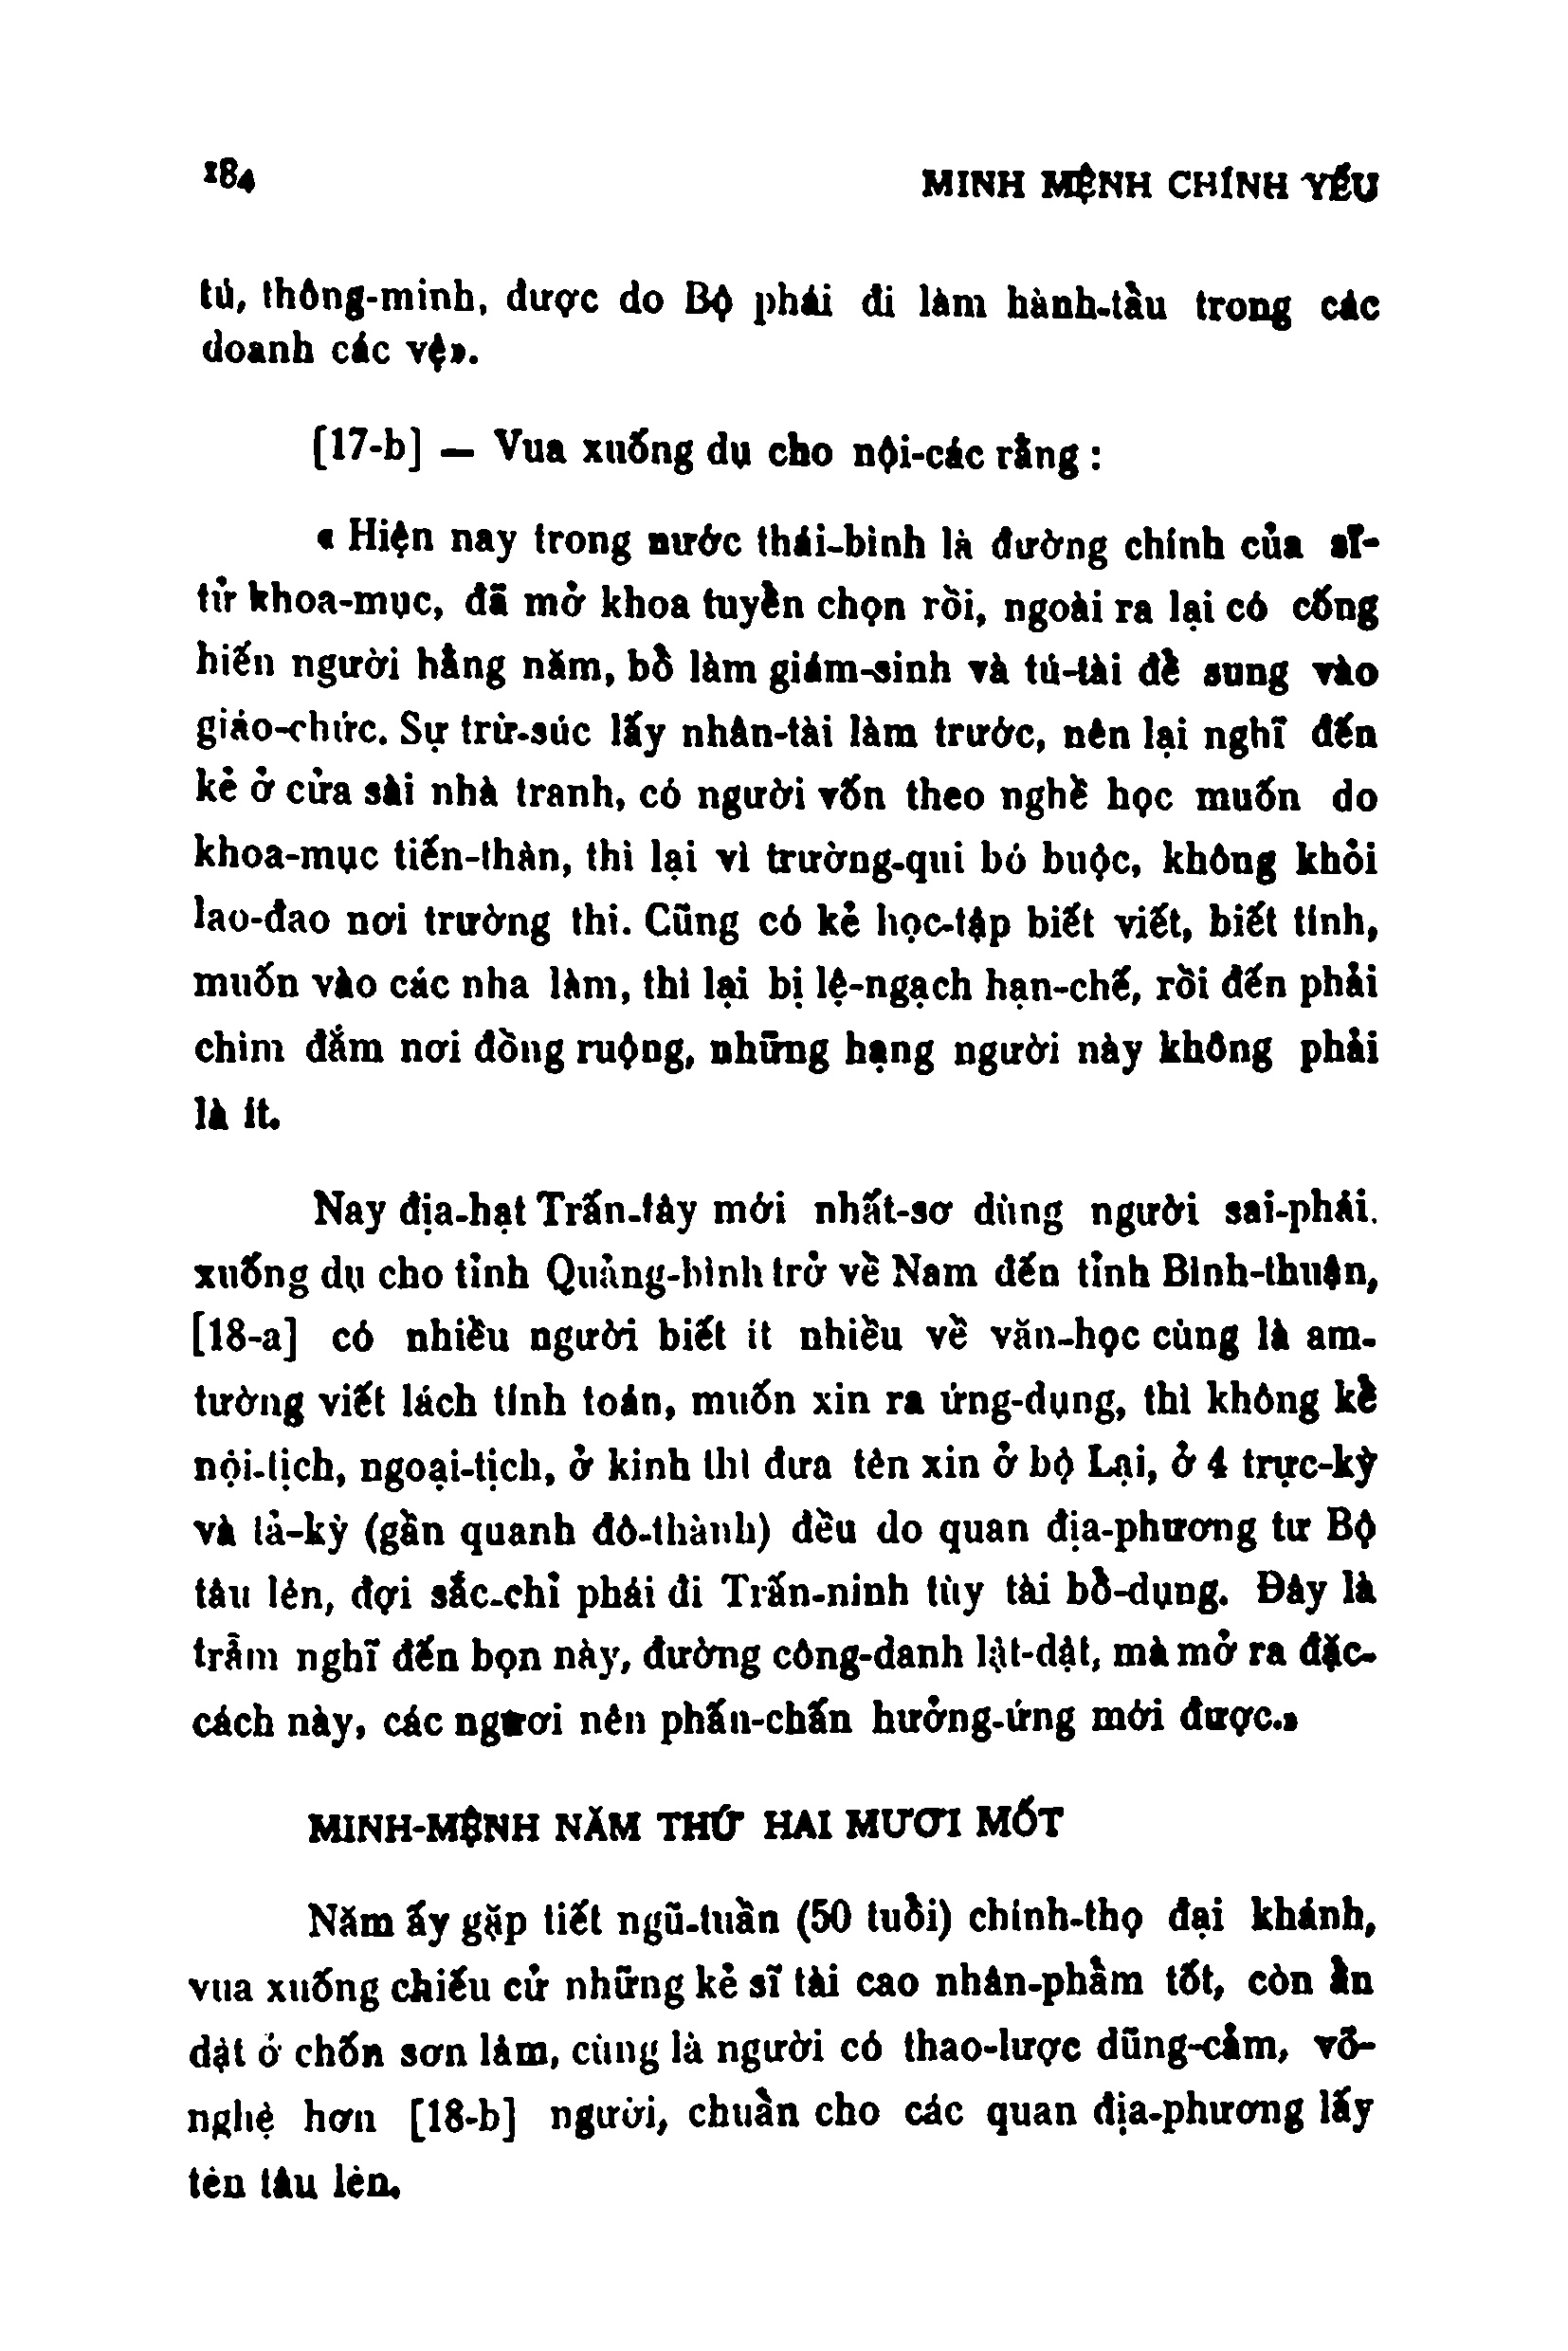 184
MINH MỆNH CHÍNH YẾU
tú, thông-minh, được do Bộ phái đi làm hành-tầu trong các
doanh các vệ».
[17-b] — Vua xuống dụ cho nội-các rằng :
« Hiện nay trong nước thái-bình là đường chính của sĩ-
tử khoa-mục, đã mở khoa tuyển chọn rồi, ngoài ra lại có cống
hiến người hằng năm, bổ làm giám-sinh và tú-tài để sung vào
giáo-chức. Sự trừ-súc lấy nhân-tài làm trước, nên lại nghĩ đến
kẻ ở cửa sài nhà tranh, có người vốn theo nghề học muốn do
khoa-mục tiến-thân, thì lại vì trường-qui bó buộc, không khỏi
lao-đao nơi trường thi. Cũng có kẻ học-tập biết viết, biết tính,
muốn vào các nha làm, thì lại bị lệ-ngạch hạn-chế, rồi đến phải
chim đắm nơi đồng ruộng, những hạng người này không phải
là ít.
Nay địa-hạt Trấn-tây mới nhất-sơ dùng người sai-phái.
xuống dụ cho tỉnh Quảng-bình trở về Nam đến tỉnh Bình-thuận,
[18-a] có nhiều người biết ít nhiều về văn-học cùng là am-
tường viết lách tính toán, muốn xin ra ứng-dụng, thì không kể
nội-tịch, ngoại-tịch, ở kinh thì đưa tên xin ở bộ Lại, ở 4 trực-kỳ
và tả-kỳ (gần quanh đô-thành) đều do quan địa-phương tư Bộ
tâu lên, đợi sắc-chỉ phái đi Trấn-ninh tùy tài bổ-dụng. Đây là
trẫm nghĩ đến bọn này, đường công-danh lật-đật, mà mở ra đặc-
cách này, các ngươi nên phấn-chấn hưởng-ứng mới được.»
MINH-MỆNH NĂM THỨ HAI MƯƠI MỐT
Năm ấy gặp tiết ngũ-tuần (50 tuổi) chính-thọ đại khánh,
vua xuống chiếu cử những kẻ sĩ tài cao nhân-phẩm tốt, còn ẩn
dật ở chốn sơn lâm, cùng là người có thao-lược dũng-cảm, võ-
nghệ hơn [18-b] người, chuẩn cho các quan địa-phương lấy
tên tâu lên.